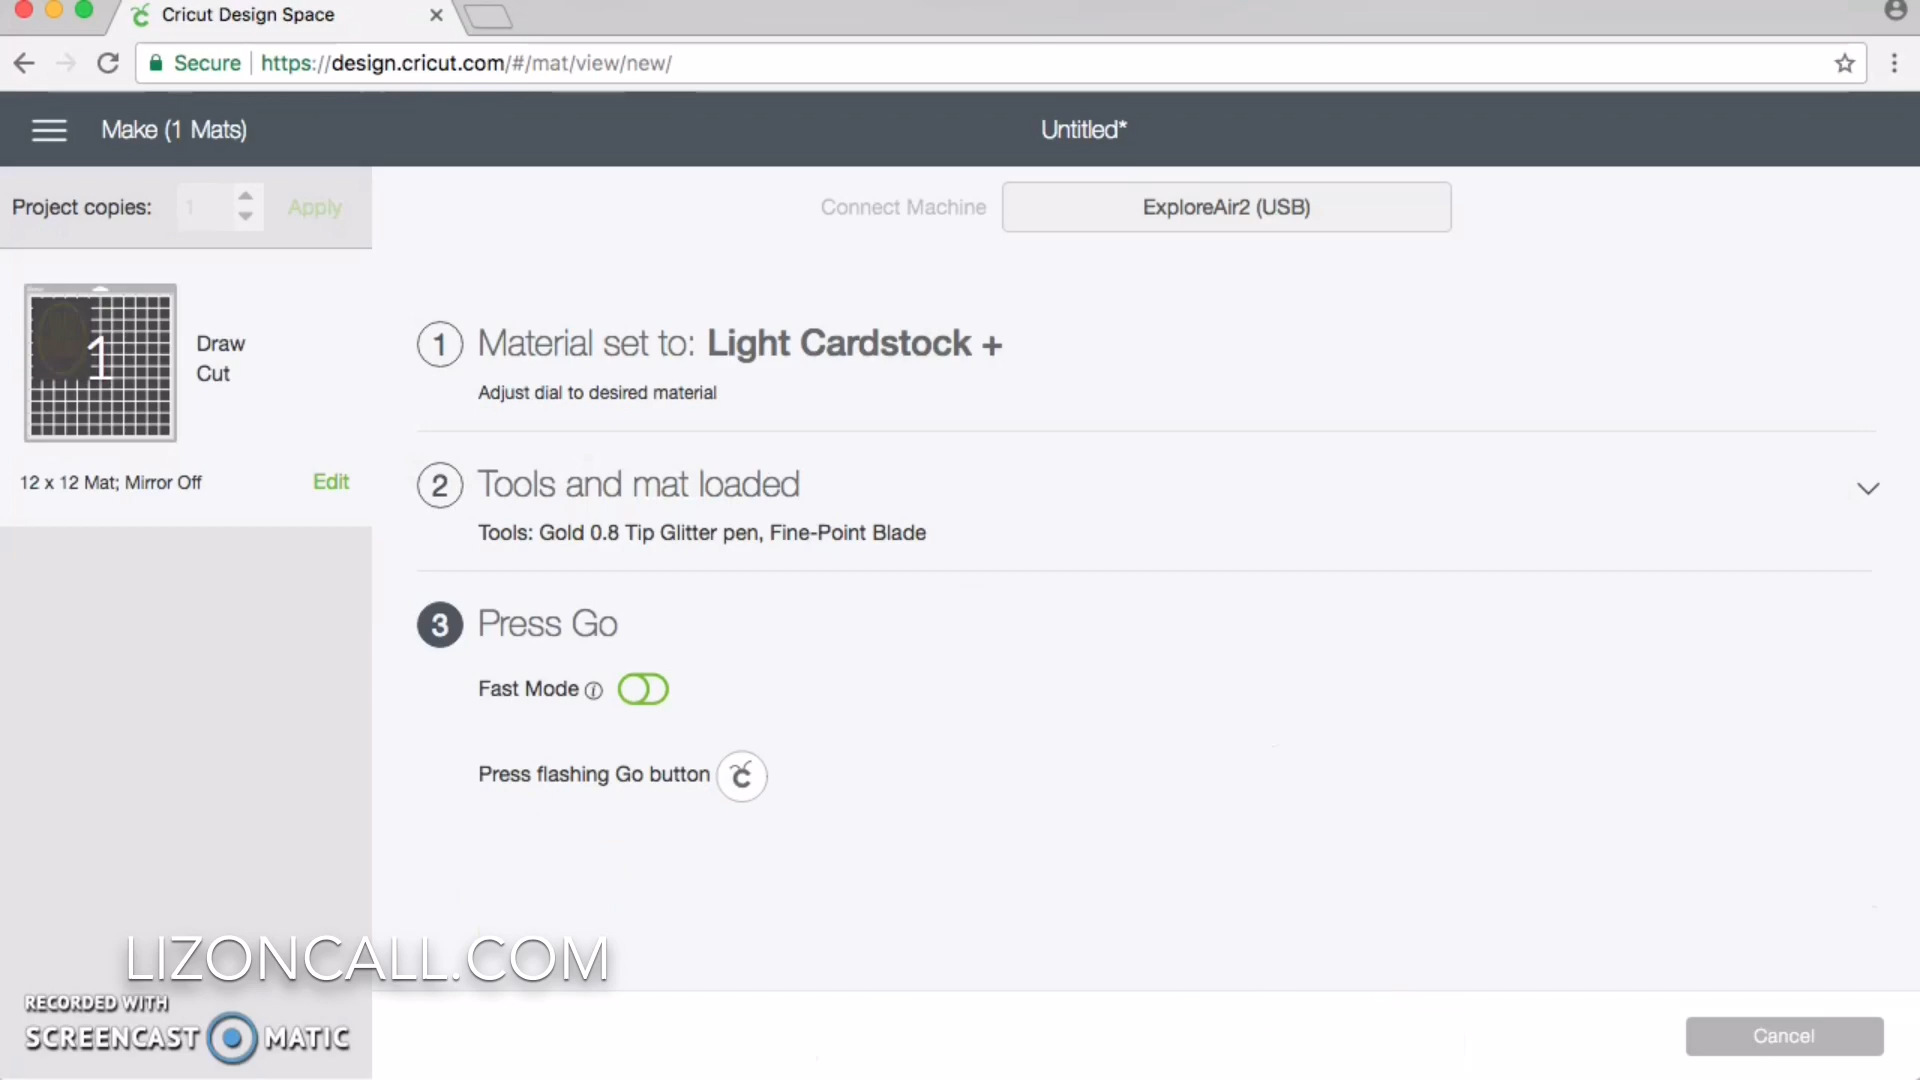 Cricut Design Space
Secure https://design.cricut.com/#/mat/view/new/
Make (1 Mats)
Untitled*
Project copies: 1 Apply
Connect Machine ExploreAir2 (USB)
1
Draw
Cut
12 x 12 Mat; Mirror Off Edit
1 Material set to: Light Cardstock +
Adjust dial to desired material
2 Tools and mat loaded
Tools: Gold 0.8 Tip Glitter pen, Fine-Point Blade
3 Press Go
Fast Mode i
Press flashing Go button
LIZONCALL.COM
RECORDED WITH
SCREENCAST MATIC
Cancel